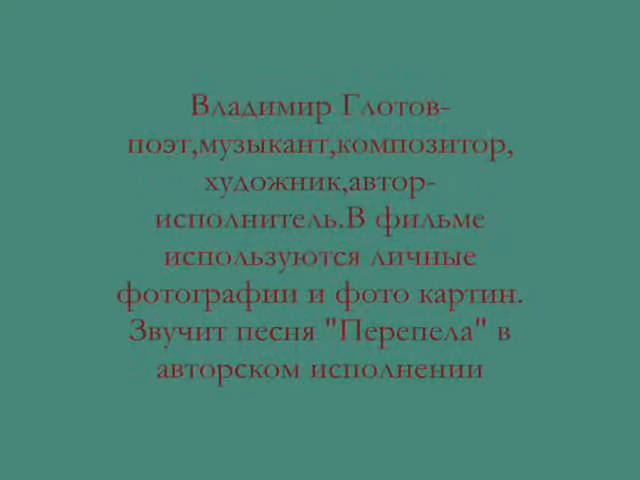 Владимир Глотов-
поэт,музыкант,композитор,
художник,автор-
исполнитель.В фильме
используются личные
фотографии и фото картин.
Звучит песня "Перепела" в
авторском исполнении